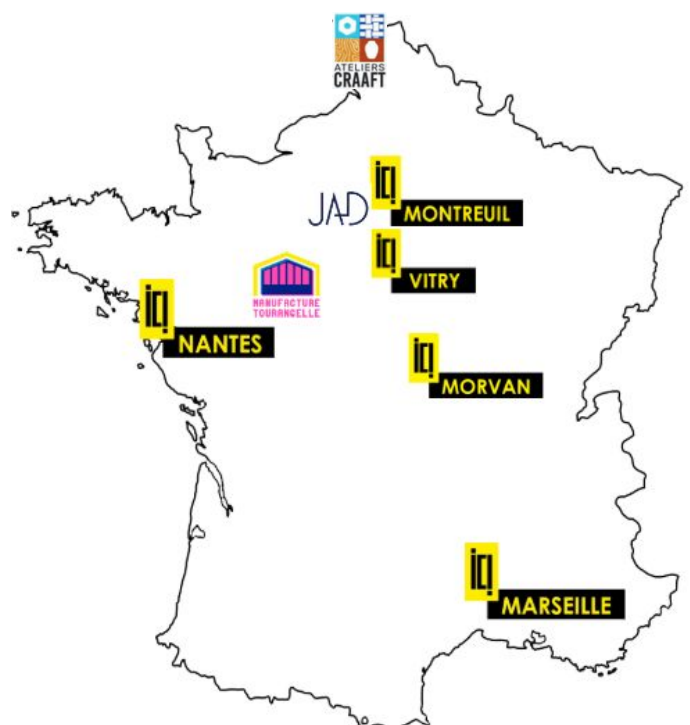 ATELIERS
CRAAFT
iCi
MONTREUIL
JAD
iCi
VITRY
MANUFACTURE
TOURANGELLE
iCi
NANTES
iCi
MORVAN
iCi
MARSEILLE